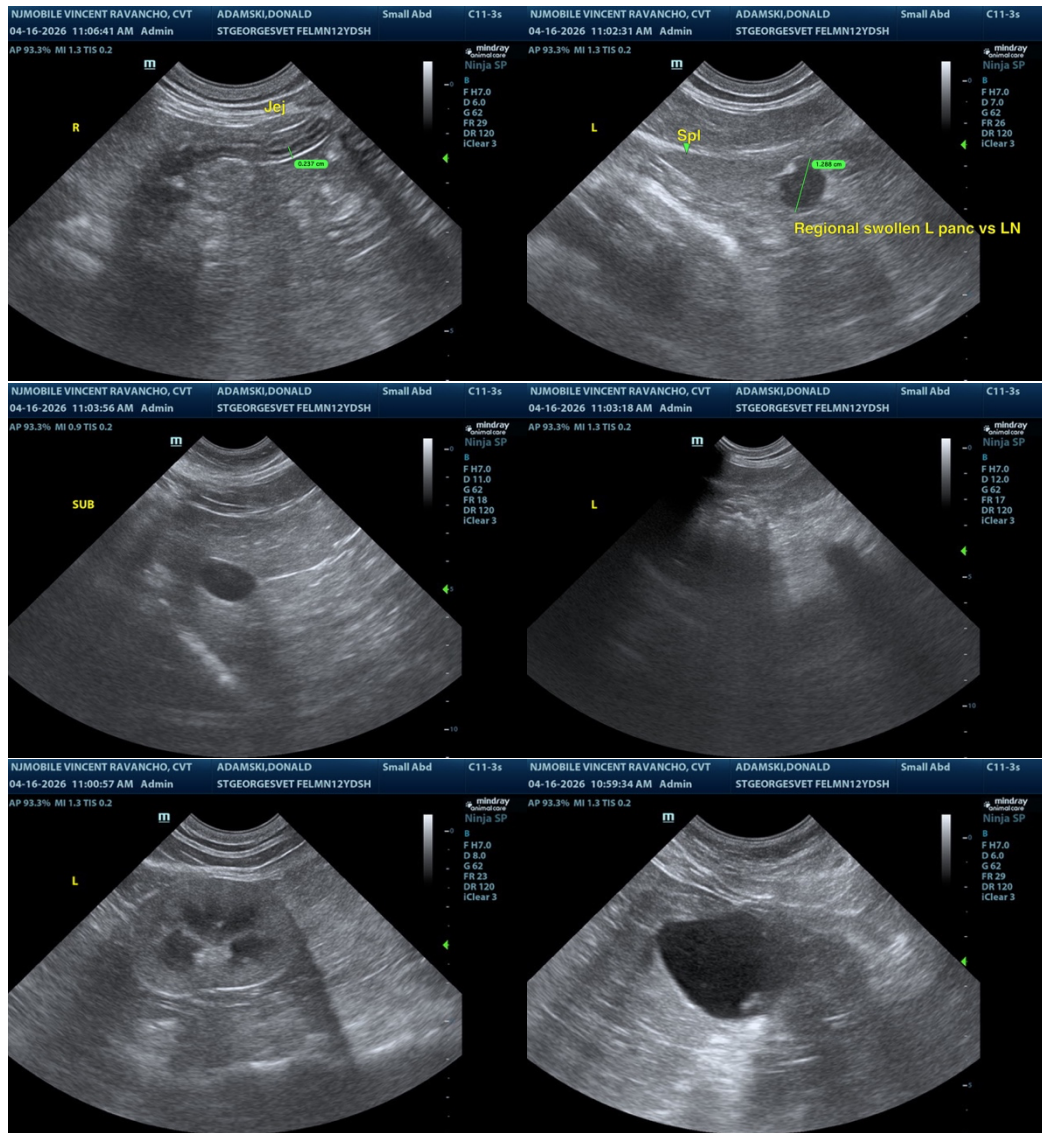 NJMOBILE VINCENT RAVANCHO, CVT ADAMSKI,DONALD Small Abd C11-3s
04-16-2026 11:06:41 AM Admin STGEORGESVET FELMN12YDSH
AP 93.3% MI 1.3 TIS 0.2
mindray
animal care
Ninja SP
m
B
F H7.0
D 6.0
G 62
FR 29
DR 120
iClear 3
0
Jej
R
0.237 cm
5
NJMOBILE VINCENT RAVANCHO, CVT ADAMSKI,DONALD Small Abd C11-3s
04-16-2026 11:02:31 AM Admin STGEORGESVET FELMN12YDSH
AP 93.3% MI 1.3 TIS 0.2
mindray
animal care
Ninja SP
m
B
F H7.0
D 7.0
G 62
FR 26
DR 120
iClear 3
0
L
Spl
1.288 cm
Regional swollen L panc vs LN
5
NJMOBILE VINCENT RAVANCHO, CVT ADAMSKI,DONALD Small Abd C11-3s
04-16-2026 11:03:56 AM Admin STGEORGESVET FELMN12YDSH
AP 93.3% MI 0.9 TIS 0.2
mindray
animal care
Ninja SP
m
B
F H7.0
D 11.0
G 62
FR 18
DR 120
iClear 3
0
SUB
5
10
NJMOBILE VINCENT RAVANCHO, CVT ADAMSKI,DONALD Small Abd C11-3s
04-16-2026 11:03:18 AM Admin STGEORGESVET FELMN12YDSH
AP 93.3% MI 1.3 TIS 0.2
mindray
animal care
Ninja SP
m
B
F H7.0
D 12.0
G 62
FR 17
DR 120
iClear 3
0
L
5
10
NJMOBILE VINCENT RAVANCHO, CVT ADAMSKI,DONALD Small Abd C11-3s
04-16-2026 11:00:57 AM Admin STGEORGESVET FELMN12YDSH
AP 93.3% MI 1.3 TIS 0.2
mindray
animal care
Ninja SP
m
B
F H7.0
D 8.0
G 62
FR 23
DR 120
iClear 3
0
L
5
NJMOBILE VINCENT RAVANCHO, CVT ADAMSKI,DONALD Small Abd C11-3s
04-16-2026 10:59:34 AM Admin STGEORGESVET FELMN12YDSH
AP 93.3% MI 1.3 TIS 0.2
mindray
animal care
Ninja SP
m
B
F H7.0
D 6.0
G 62
FR 29
DR 120
iClear 3
0
5